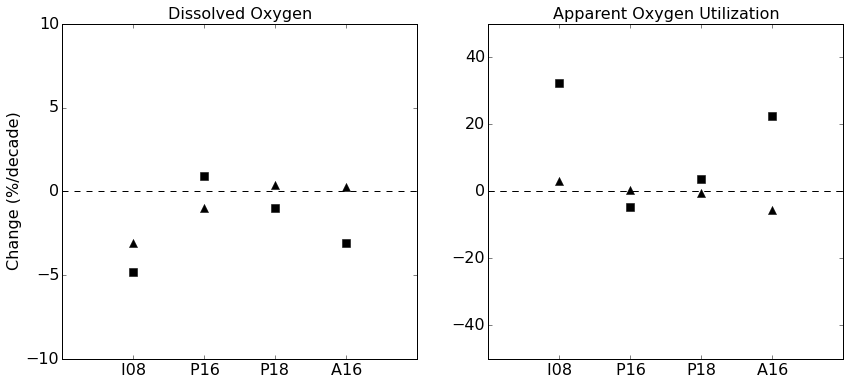 Dissolved Oxygen
Apparent Oxygen Utilization
Change (%/decade)
10
5
0
−5
−10
I08 P16 P18 A16
40
20
0
−20
−40
I08 P16 P18 A16